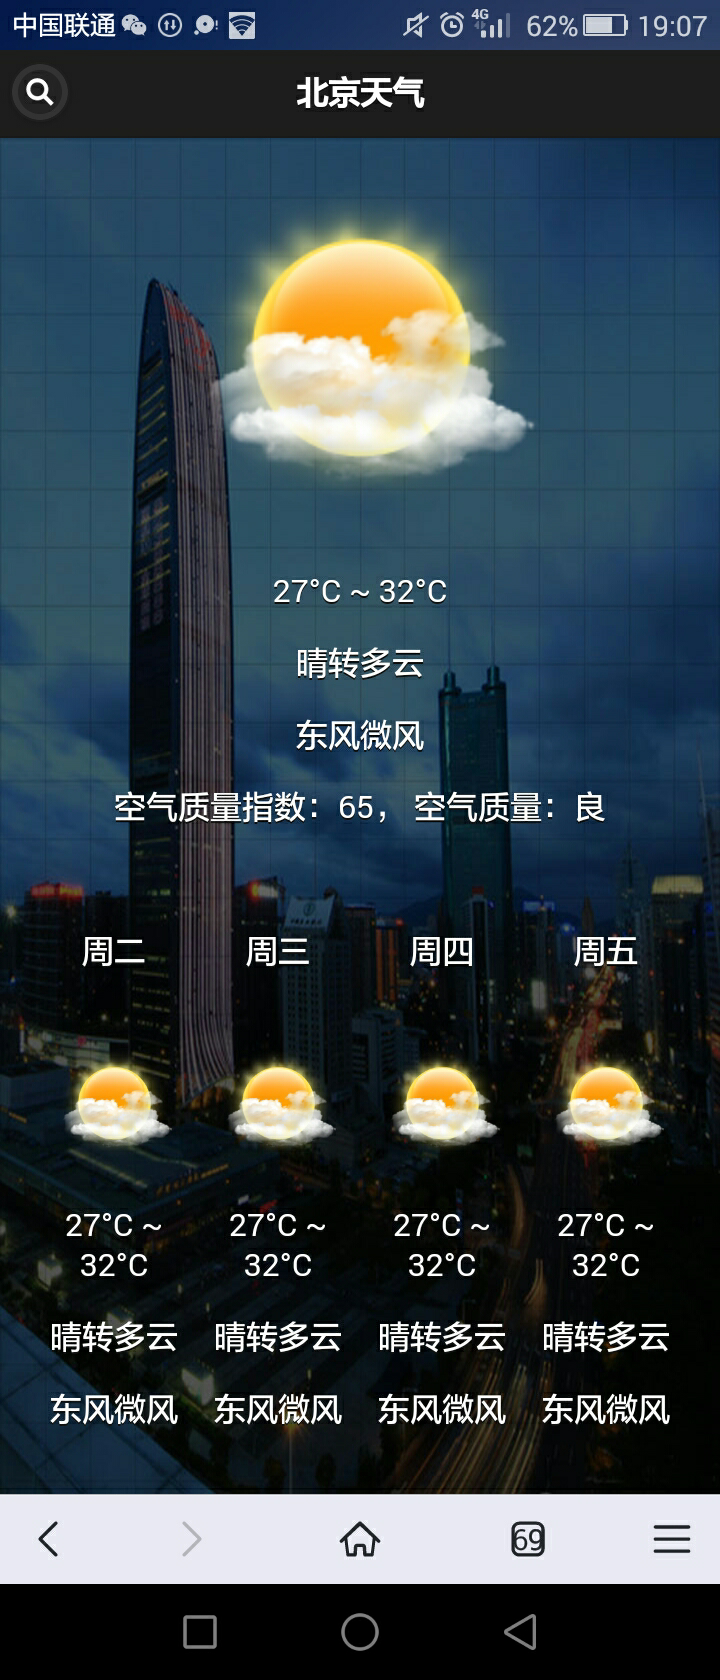 中国联通 4G 62% 19:07
北京天气
27°C ~ 32°C
晴转多云
东风微风
空气质量指数：65， 空气质量：良
周二 周三 周四 周五
27°C ~ 27°C ~ 27°C ~ 27°C ~
32°C 32°C 32°C 32°C
晴转多云 晴转多云 晴转多云 晴转多云
东风微风 东风微风 东风微风 东风微风
69